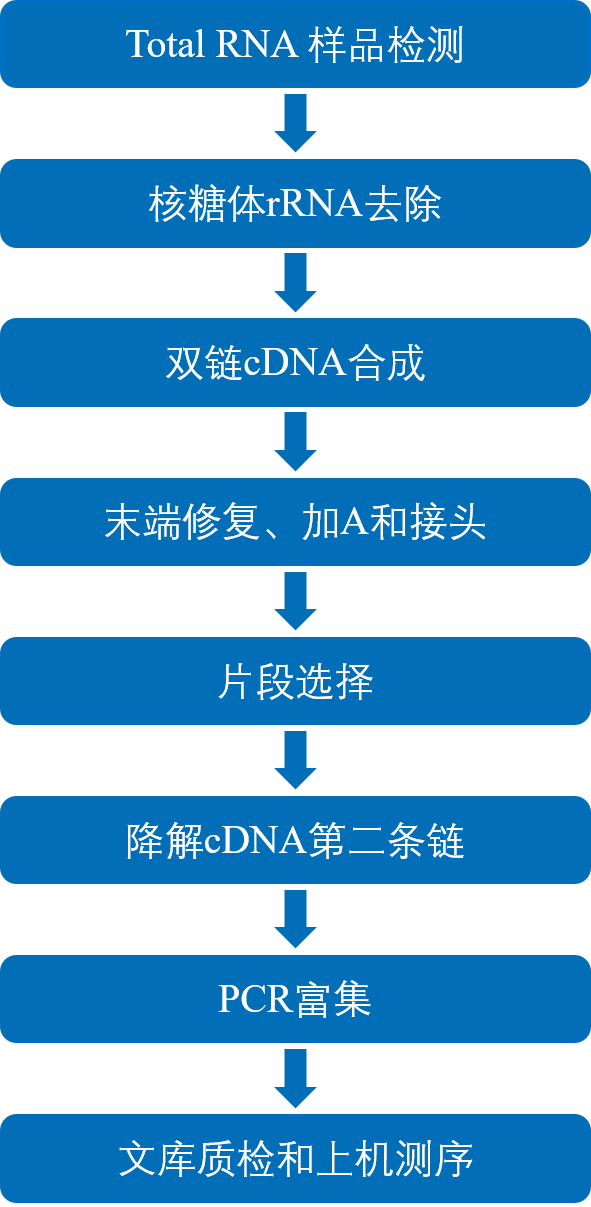 Total RNA 样品检测
核糖体rRNA去除
双链cDNA合成
末端修复、加A和接头
片段选择
降解cDNA第二条链
PCR富集
文库质检和上机测序